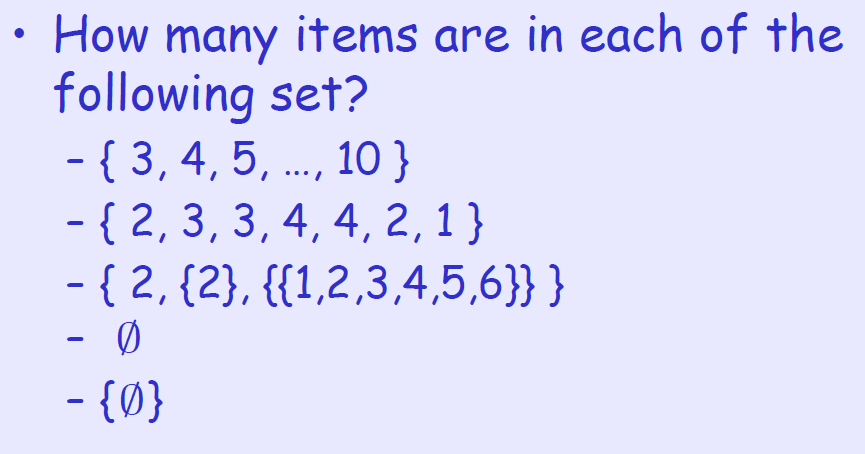 • How many items are in each of the
following set?
– { 3, 4, 5, …, 10 }
– { 2, 3, 3, 4, 4, 2, 1 }
– { 2, {2}, {{1,2,3,4,5,6}} }
– ∅
– {∅}